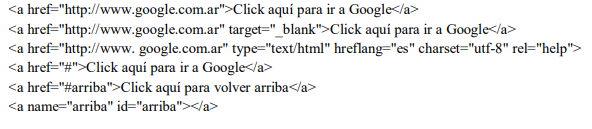 <a href="http://www.google.com.ar">Click aquí para ir a Google</a>
<a href="http://www.google.com.ar" target="_blank">Click aquí para ir a Google</a>
<a href="http://www. google.com.ar" type="text/html" hreflang="es" charset="utf-8" rel="help">
<a href="#">Click aquí para ir a Google</a>
<a href="#arriba">Click aquí para volver arriba</a>
<a name="arriba" id="arriba"></a>